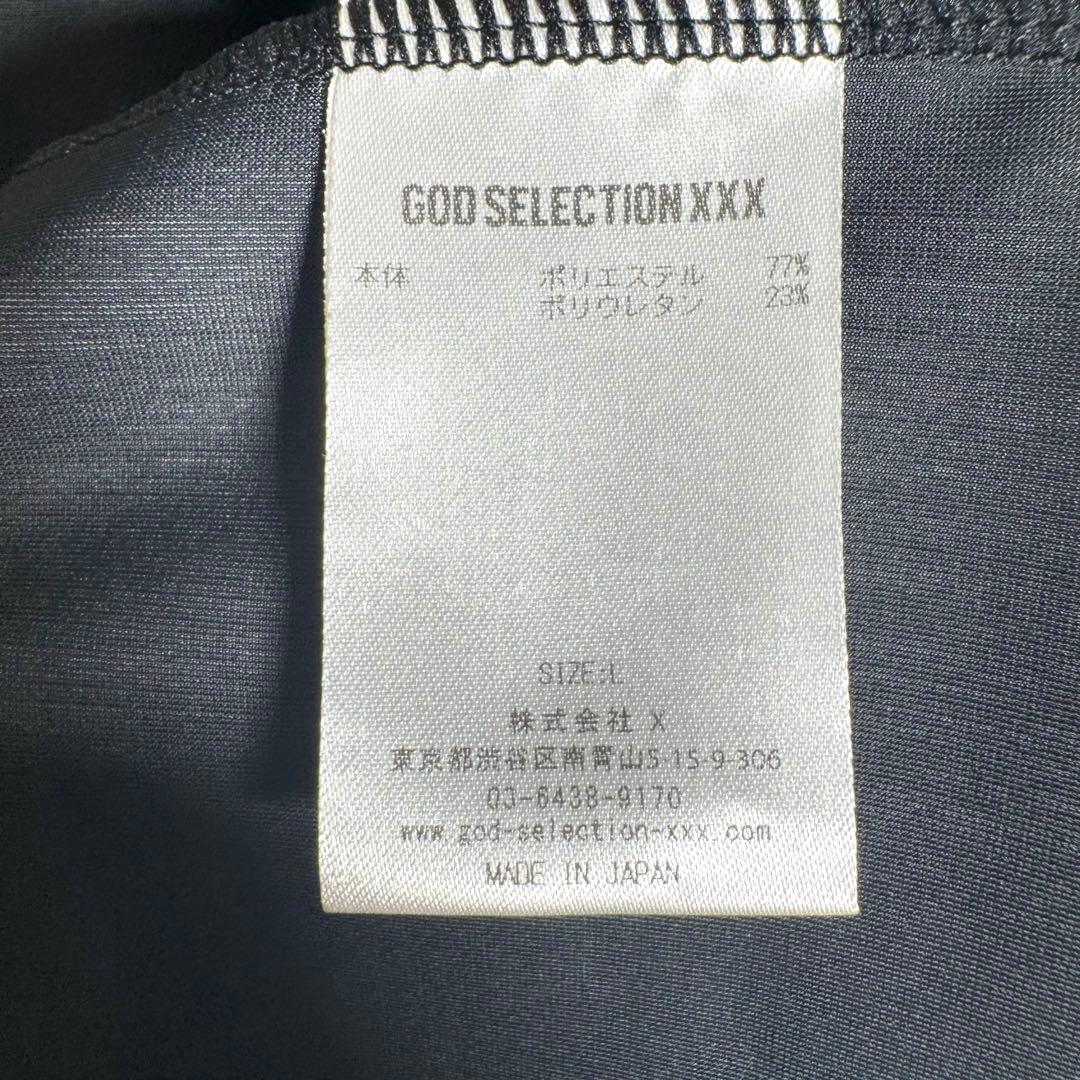 GOD SELECTION XXX
本体 ポリエステル 77%
ポリウレタン 23%
SIZE:L
株式会社 X
東京都渋谷区南青山5-15-9-306
03-6438-9170
www.god-selection-xxx.com
MADE IN JAPAN